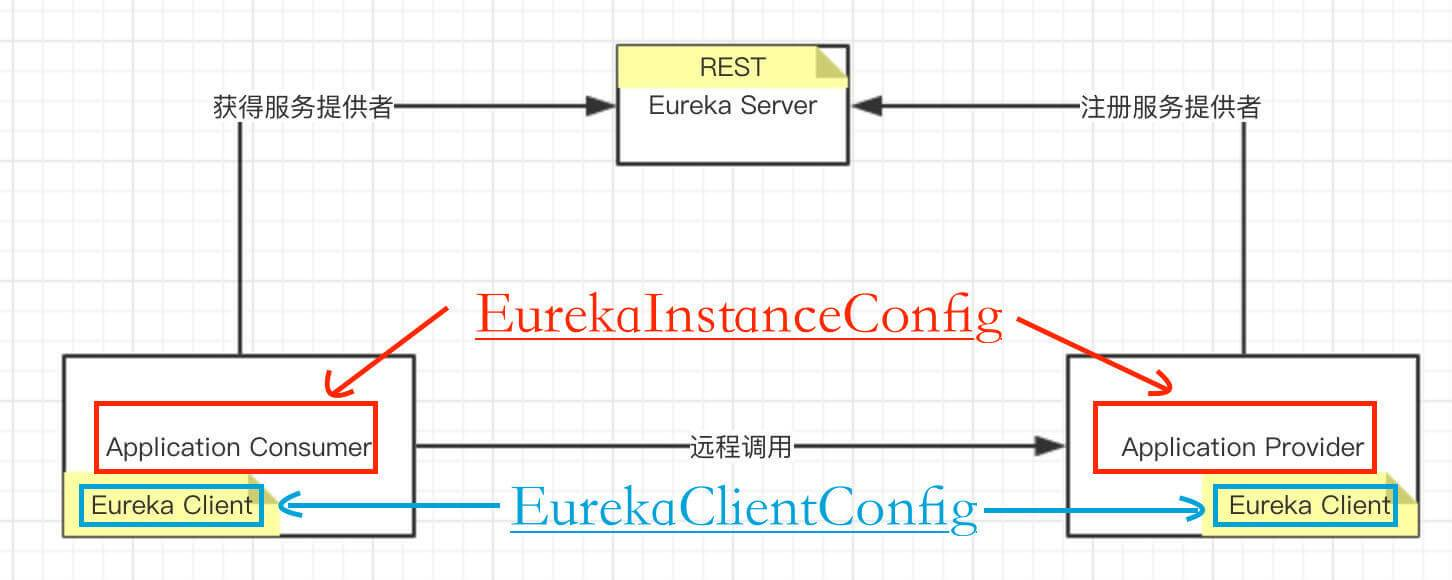 REST
获得服务提供者
Eureka Server
注册服务提供者
EurekaInstanceConfig
Application Consumer
远程调用
Application Provider
Eureka Client
EurekaClientConfig
Eureka Client